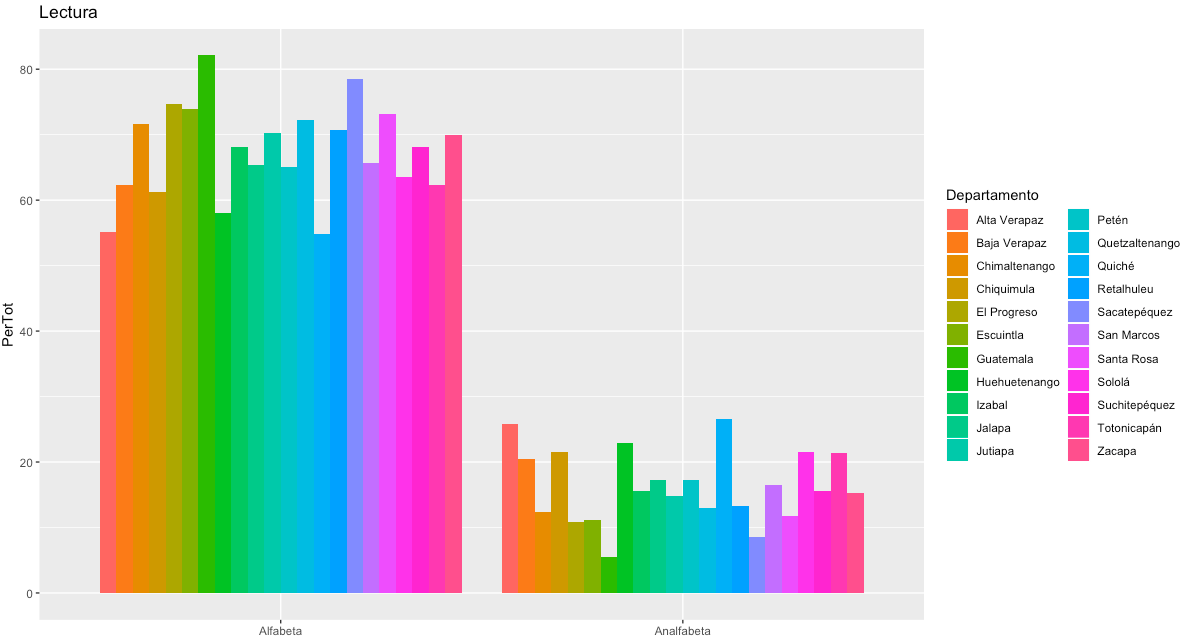 Lectura
PerTot
80
60
40
20
0
Alfabeta
Analfabeta
Departamento
Alta Verapaz
Baja Verapaz
Chimaltenango
Chiquimula
El Progreso
Escuintla
Guatemala
Huehuetenango
Izabal
Jalapa
Jutiapa
Petén
Quetzaltenango
Quiché
Retalhuleu
Sacatepéquez
San Marcos
Santa Rosa
Sololá
Suchitepéquez
Totonicapán
Zacapa